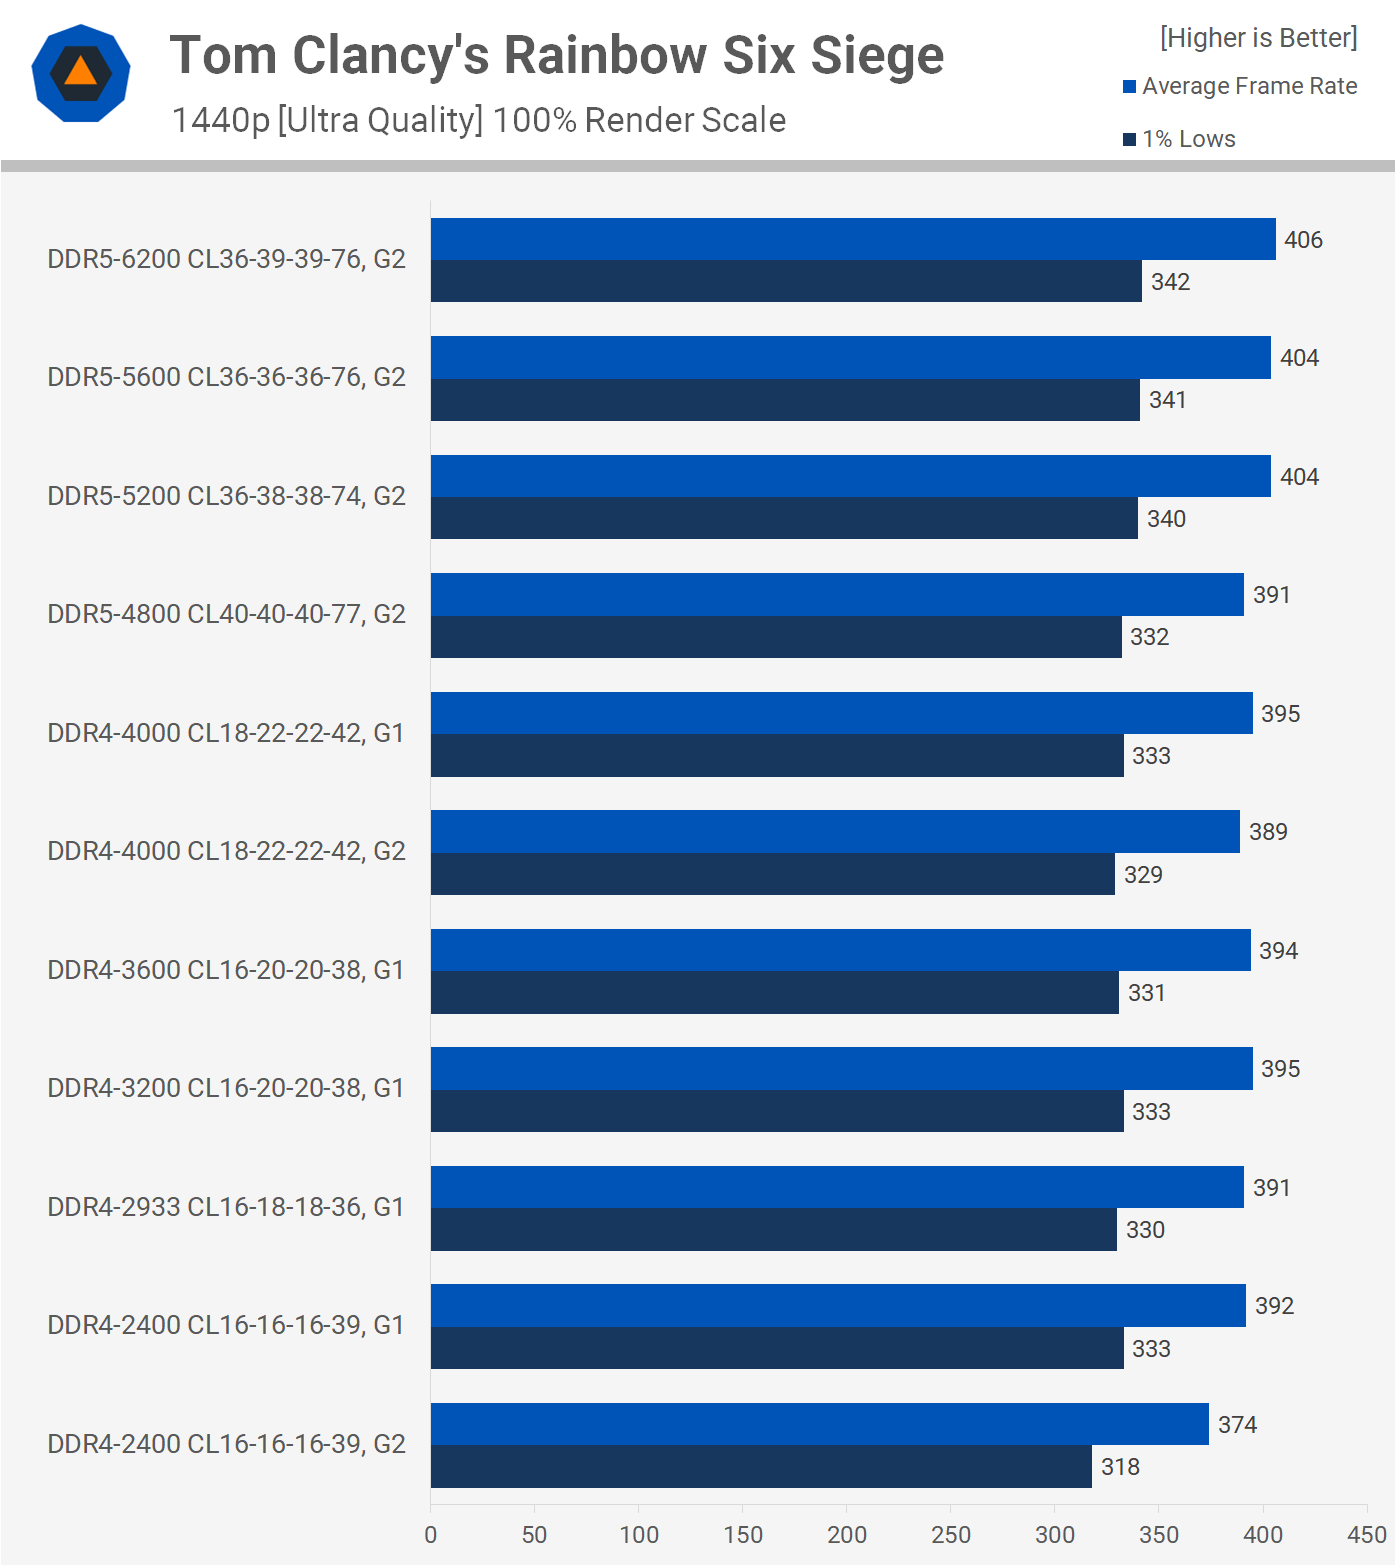 Tom Clancy's Rainbow Six Siege
1440p [Ultra Quality] 100% Render Scale
[Higher is Better]
Average Frame Rate
1% Lows
DDR5-6200 CL36-39-39-76, G2
406
342
DDR5-5600 CL36-36-36-76, G2
404
341
DDR5-5200 CL36-38-38-74, G2
404
340
DDR5-4800 CL40-40-40-77, G2
391
332
DDR4-4000 CL18-22-22-42, G1
395
333
DDR4-4000 CL18-22-22-42, G2
389
329
DDR4-3600 CL16-20-20-38, G1
394
331
DDR4-3200 CL16-20-20-38, G1
395
333
DDR4-2933 CL16-18-18-36, G1
391
330
DDR4-2400 CL16-16-16-39, G1
392
333
DDR4-2400 CL16-16-16-39, G2
374
318
0 50 100 150 200 250 300 350 400 450